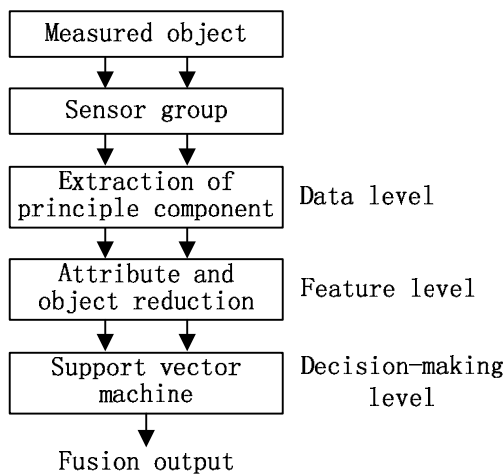 Measured object
Sensor group
Extraction of
principle component
Data level
Attribute and
object reduction
Feature level
Support vector
machine
Decision-making
level
Fusion output